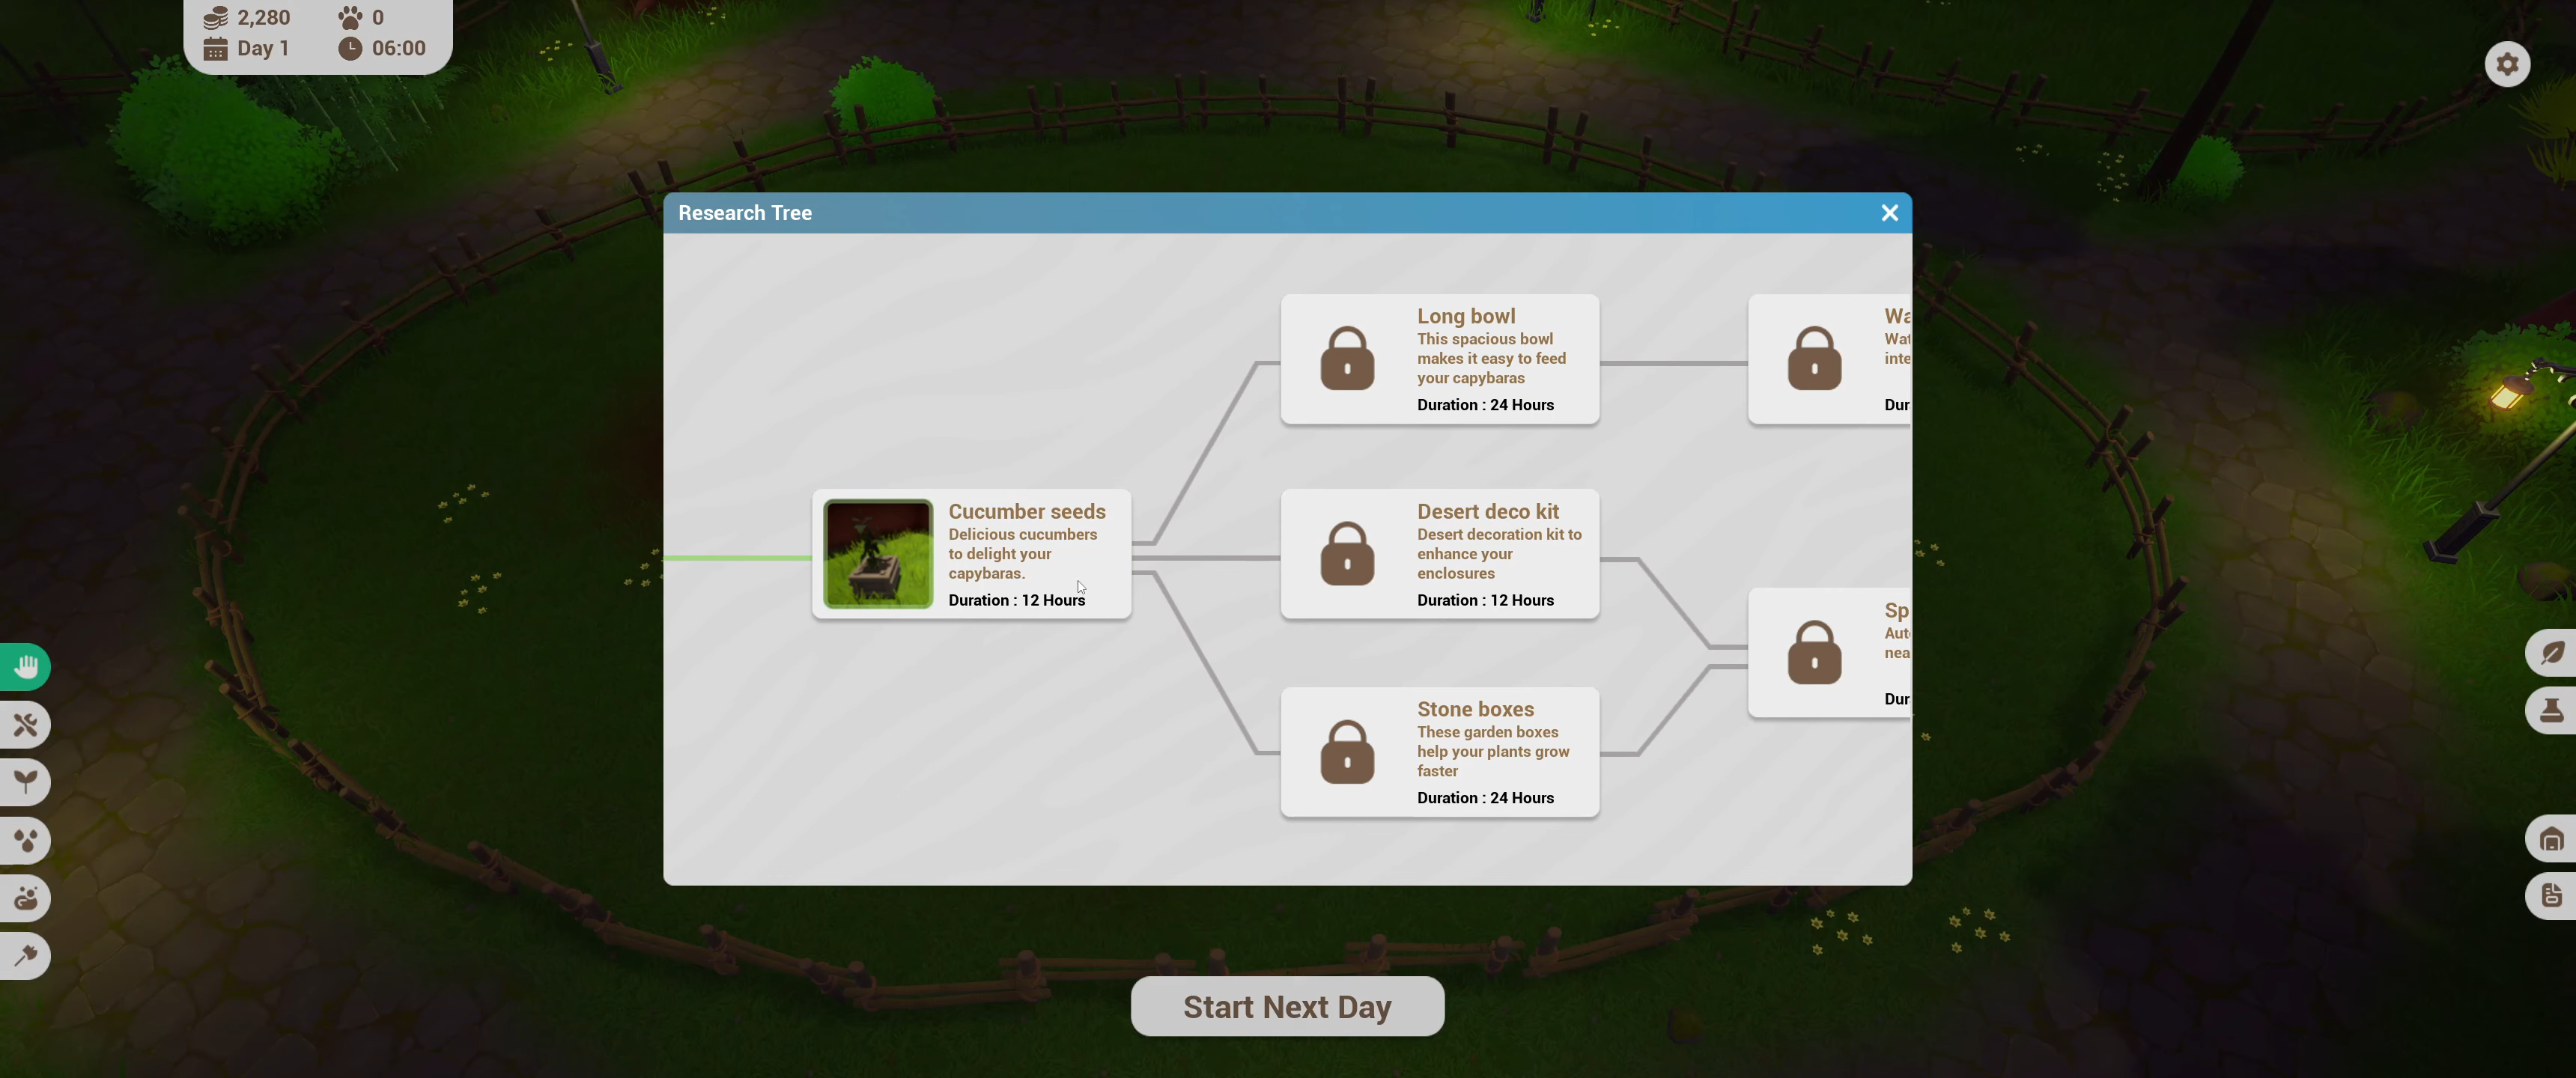 2,280
0
Day 1
06:00
Research Tree
Long bowl
This spacious bowl
makes it easy to feed
your capybaras
Duration : 24 Hours
Cucumber seeds
Delicious cucumbers
to delight your
capybaras.
Duration : 12 Hours
Desert deco kit
Desert decoration kit to
enhance your
enclosures
Duration : 12 Hours
Stone boxes
These garden boxes
help your plants grow
faster
Duration : 24 Hours
Start Next Day